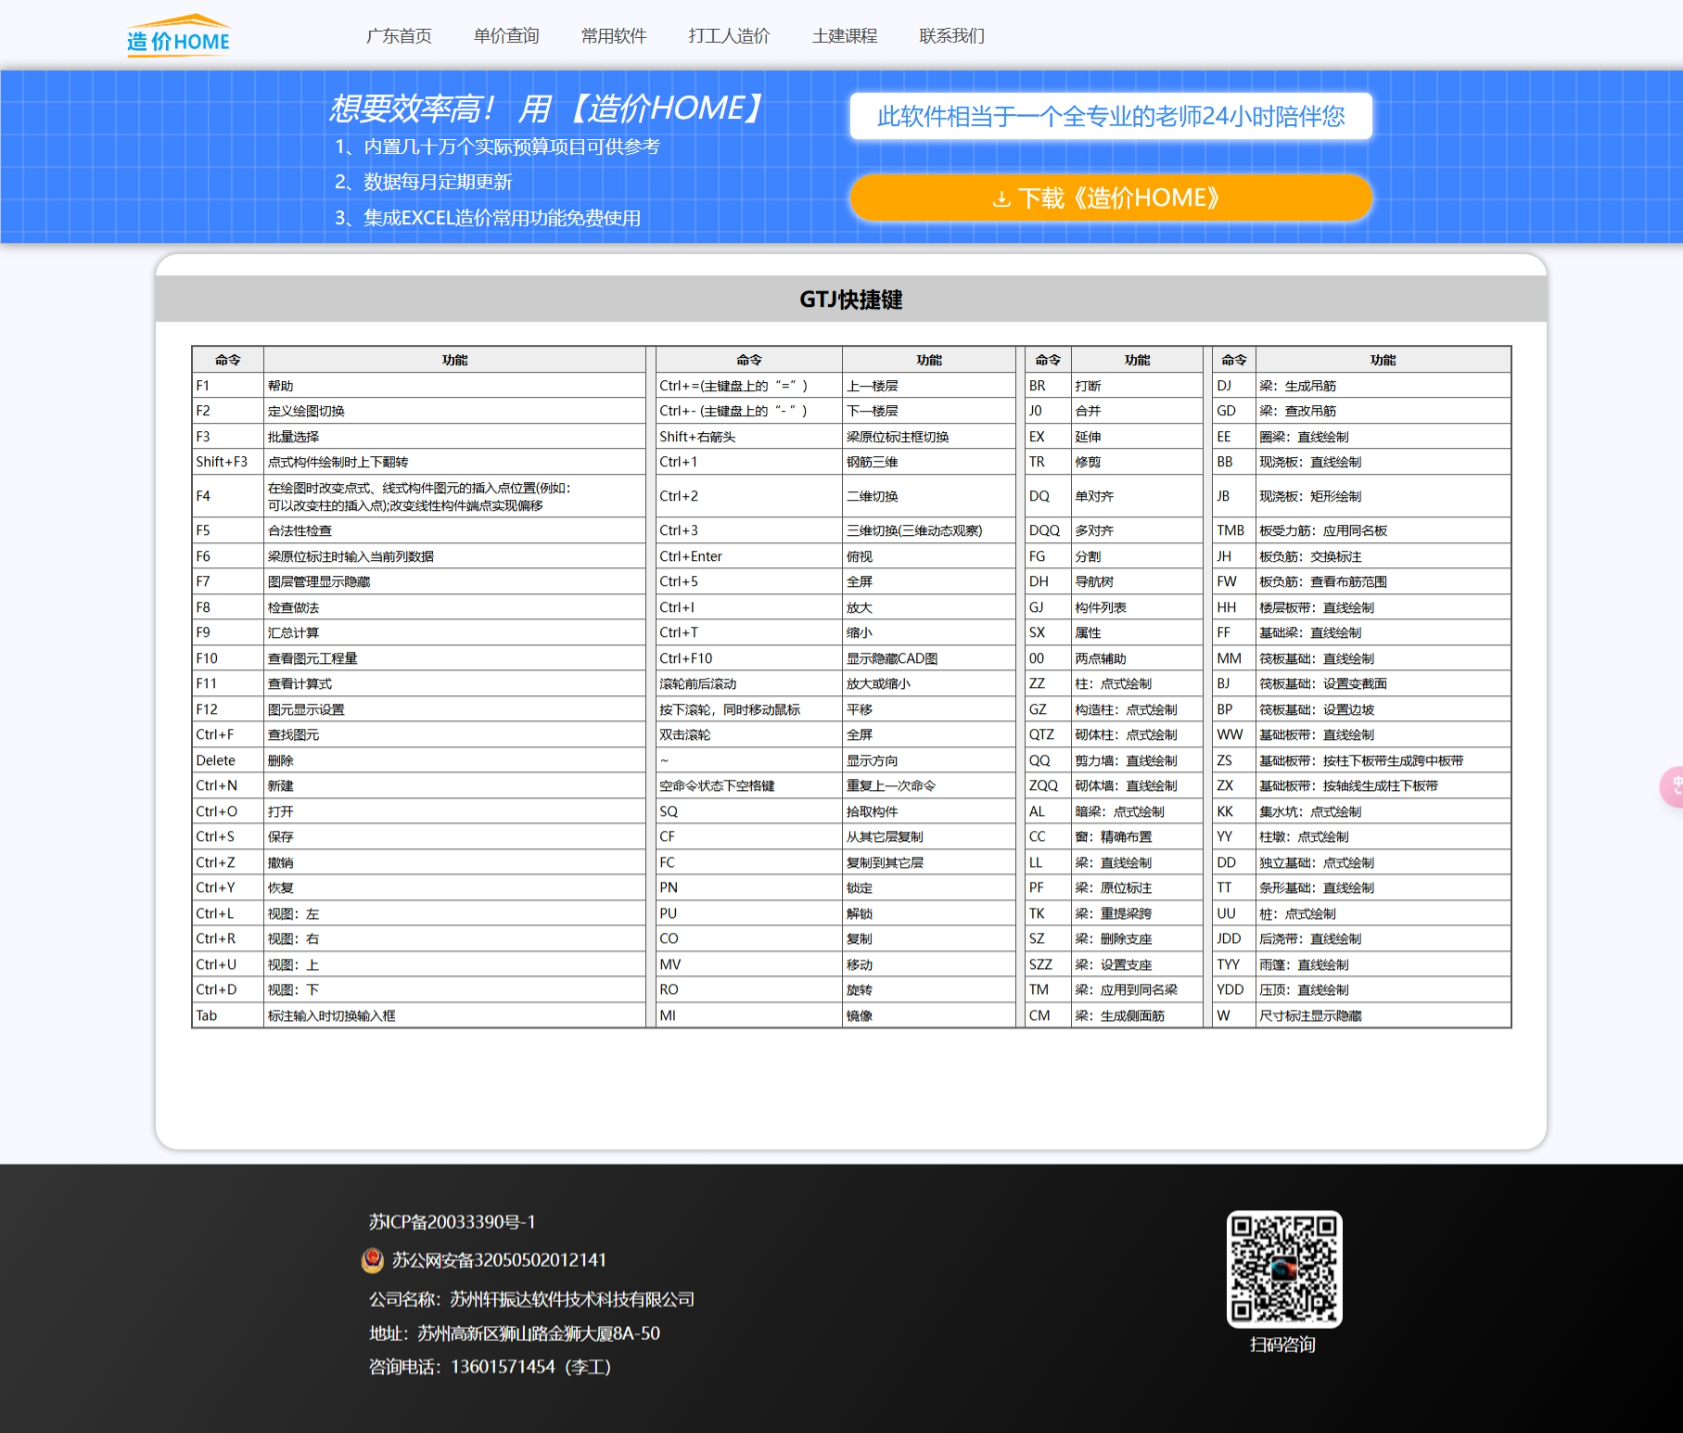 造价HOME
广东首页 单价查询 常用软件 打工人造价 土建课程 联系我们
想要效率高！ 用 【造价HOME】
1、内置几十万个实际预算项目可供参考
2、数据每月定期更新
3、集成EXCEL造价常用功能免费使用
此软件相当于一个全专业的老师24小时陪伴您
下载《造价HOME》
GTJ快捷键
命令 功能 命令 功能 命令 功能 命令 功能
F1 帮助 Ctrl+=(主键盘上的“=”) 上一楼层 BR 打断 DJ 梁：生成吊筋
F2 定义绘图切换 Ctrl+- (主键盘上的“- ”) 下一楼层 J0 合并 GD 梁：查改吊筋
F3 批量选择 Shift+右箭头 梁原位标注框切换 EX 延伸 EE 圈梁：直线绘制
Shift+F3 点式构件绘制时上下翻转 Ctrl+1 钢筋三维 TR 修剪 BB 现浇板：直线绘制
F4 在绘图时改变点式、线式构件图元的插入点位置(例如：
可以改变柱的插入点);改变线性构件端点实现偏移 Ctrl+2 二维切换 DQ 单对齐 JB 现浇板：矩形绘制
F5 合法性检查 Ctrl+3 三维切换(三维动态观察) DQQ 多对齐 TMB 板受力筋：应用同名板
F6 梁原位标注时输入当前列数据 Ctrl+Enter 俯视 FG 分割 JH 板负筋：交换标注
F7 图层管理显示隐藏 Ctrl+5 全屏 DH 导航树 FW 板负筋：查看布筋范围
F8 检查做法 Ctrl+I 放大 GJ 构件列表 HH 楼层板带：直线绘制
F9 汇总计算 Ctrl+T 缩小 SX 属性 FF 基础梁：直线绘制
F10 查看图元工程量 Ctrl+F10 显示隐藏CAD图 00 两点辅助 MM 筏板基础：直线绘制
F11 查看计算式 滚轮前后滚动 放大或缩小 ZZ 柱：点式绘制 BJ 筏板基础：设置变截面
F12 图元显示设置 按下滚轮，同时移动鼠标 平移 GZ 构造柱：点式绘制 BP 筏板基础：设置边坡
Ctrl+F 查找图元 双击滚轮 全屏 QTZ 砌体柱：点式绘制 WW 基础板带：直线绘制
Delete 删除 ~ 显示方向 QQ 剪力墙：直线绘制 ZS 基础板带：按柱下板带生成跨中板带
Ctrl+N 新建 空命令状态下空格键 重复上一次命令 ZQQ 砌体墙：直线绘制 ZX 基础板带：按轴线生成柱下板带
Ctrl+O 打开 SQ 拾取构件 AL 暗梁：点式绘制 KK 集水坑：点式绘制
Ctrl+S 保存 CF 从其它层复制 CC 窗：精确布置 YY 柱墩：点式绘制
Ctrl+Z 撤销 FC 复制到其它层 LL 梁：直线绘制 DD 独立基础：点式绘制
Ctrl+Y 恢复 PN 锁定 PF 梁：原位标注 TT 条形基础：直线绘制
Ctrl+L 视图：左 PU 解锁 TK 梁：重提梁跨 UU 桩：点式绘制
Ctrl+R 视图：右 CO 复制 SZ 梁：删除支座 JDD 后浇带：直线绘制
Ctrl+U 视图：上 MV 移动 SZZ 梁：设置支座 TYY 雨篷：直线绘制
Ctrl+D 视图：下 RO 旋转 TM 梁：应用到同名梁 YDD 压顶：直线绘制
Tab 标注输入时切换输入框 MI 镜像 CM 梁：生成侧面筋 W 尺寸标注显示隐藏
苏ICP备20033390号-1
苏公网安备32050502012141
公司名称：苏州轩振达软件技术科技有限公司
地址：苏州高新区狮山路金狮大厦8A-50
咨询电话：13601571454（李工）
扫码咨询